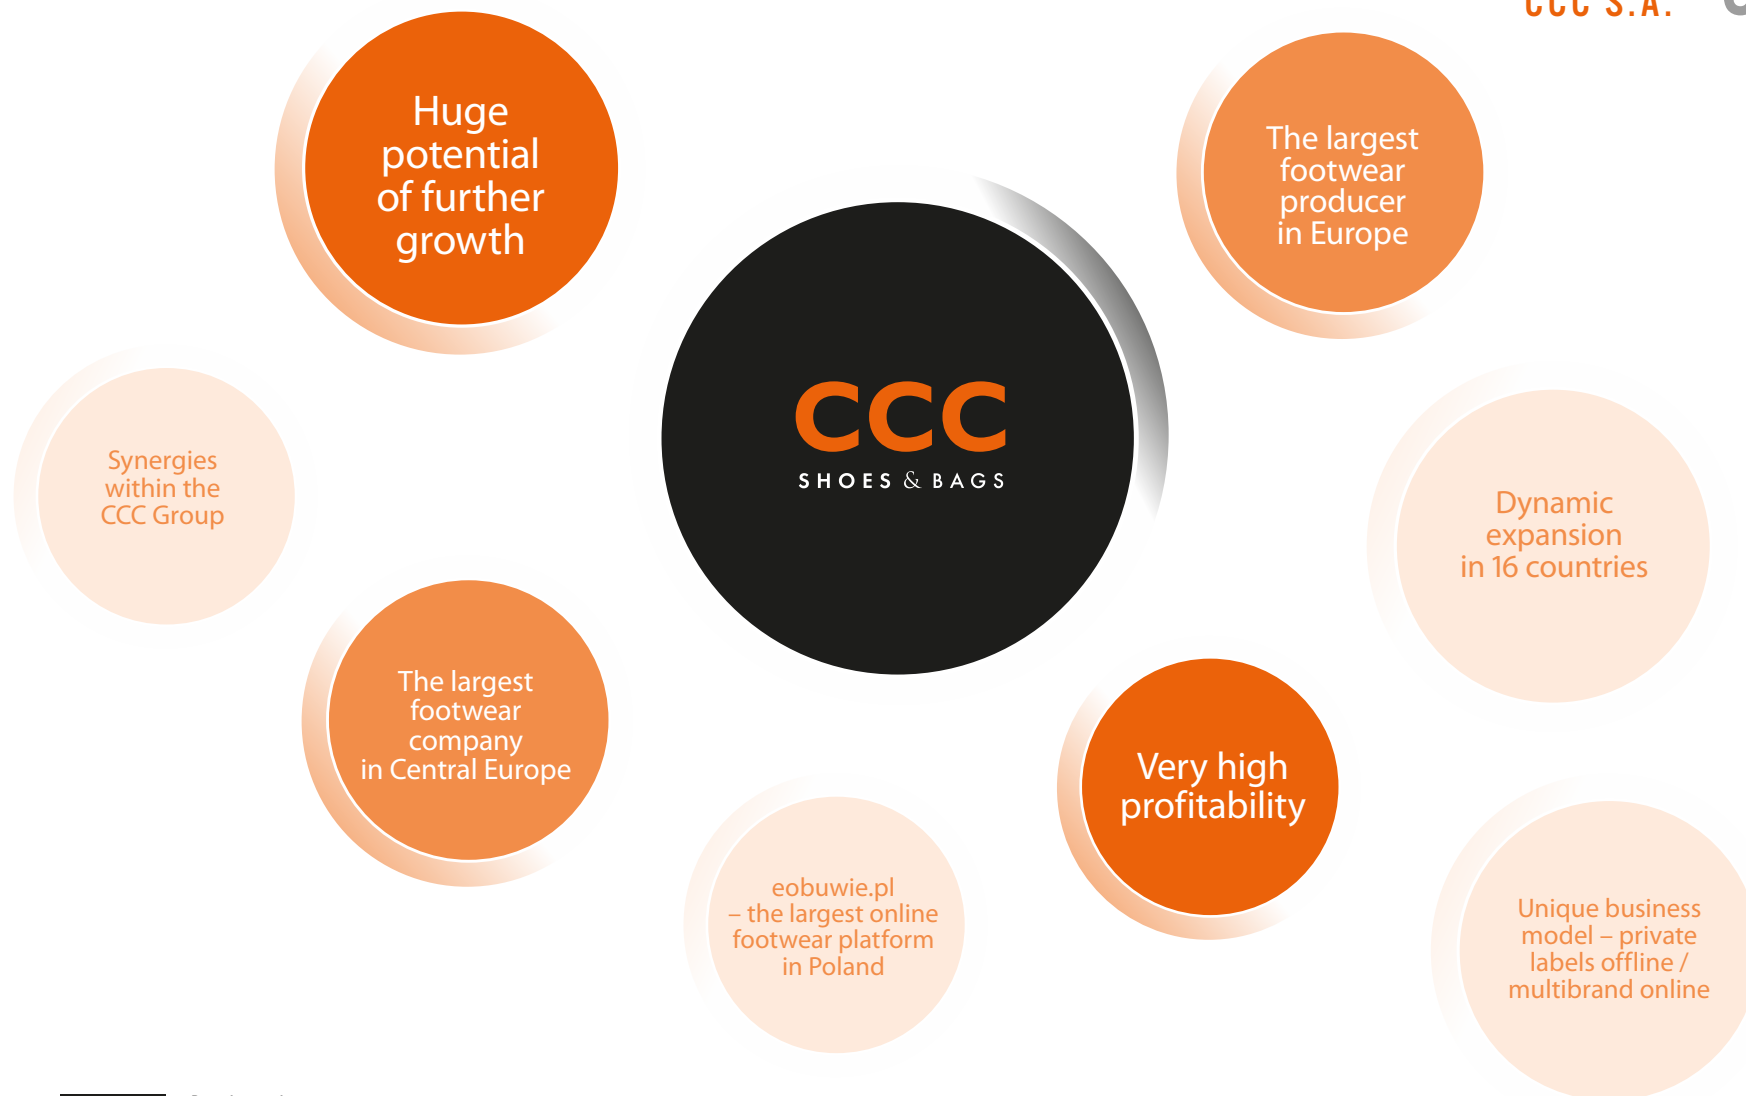 CCC S.A.
Huge
potential
of further
growth
The largest
footwear
producer
in Europe
CCC
SHOES & BAGS
Synergies
within the
CCC Group
Dynamic
expansion
in 16 countries
The largest
footwear
company
in Central Europe
Very high
profitability
eobuwie.pl
– the largest online
footwear platform
in Poland
Unique business
model – private
labels offline /
multibrand online